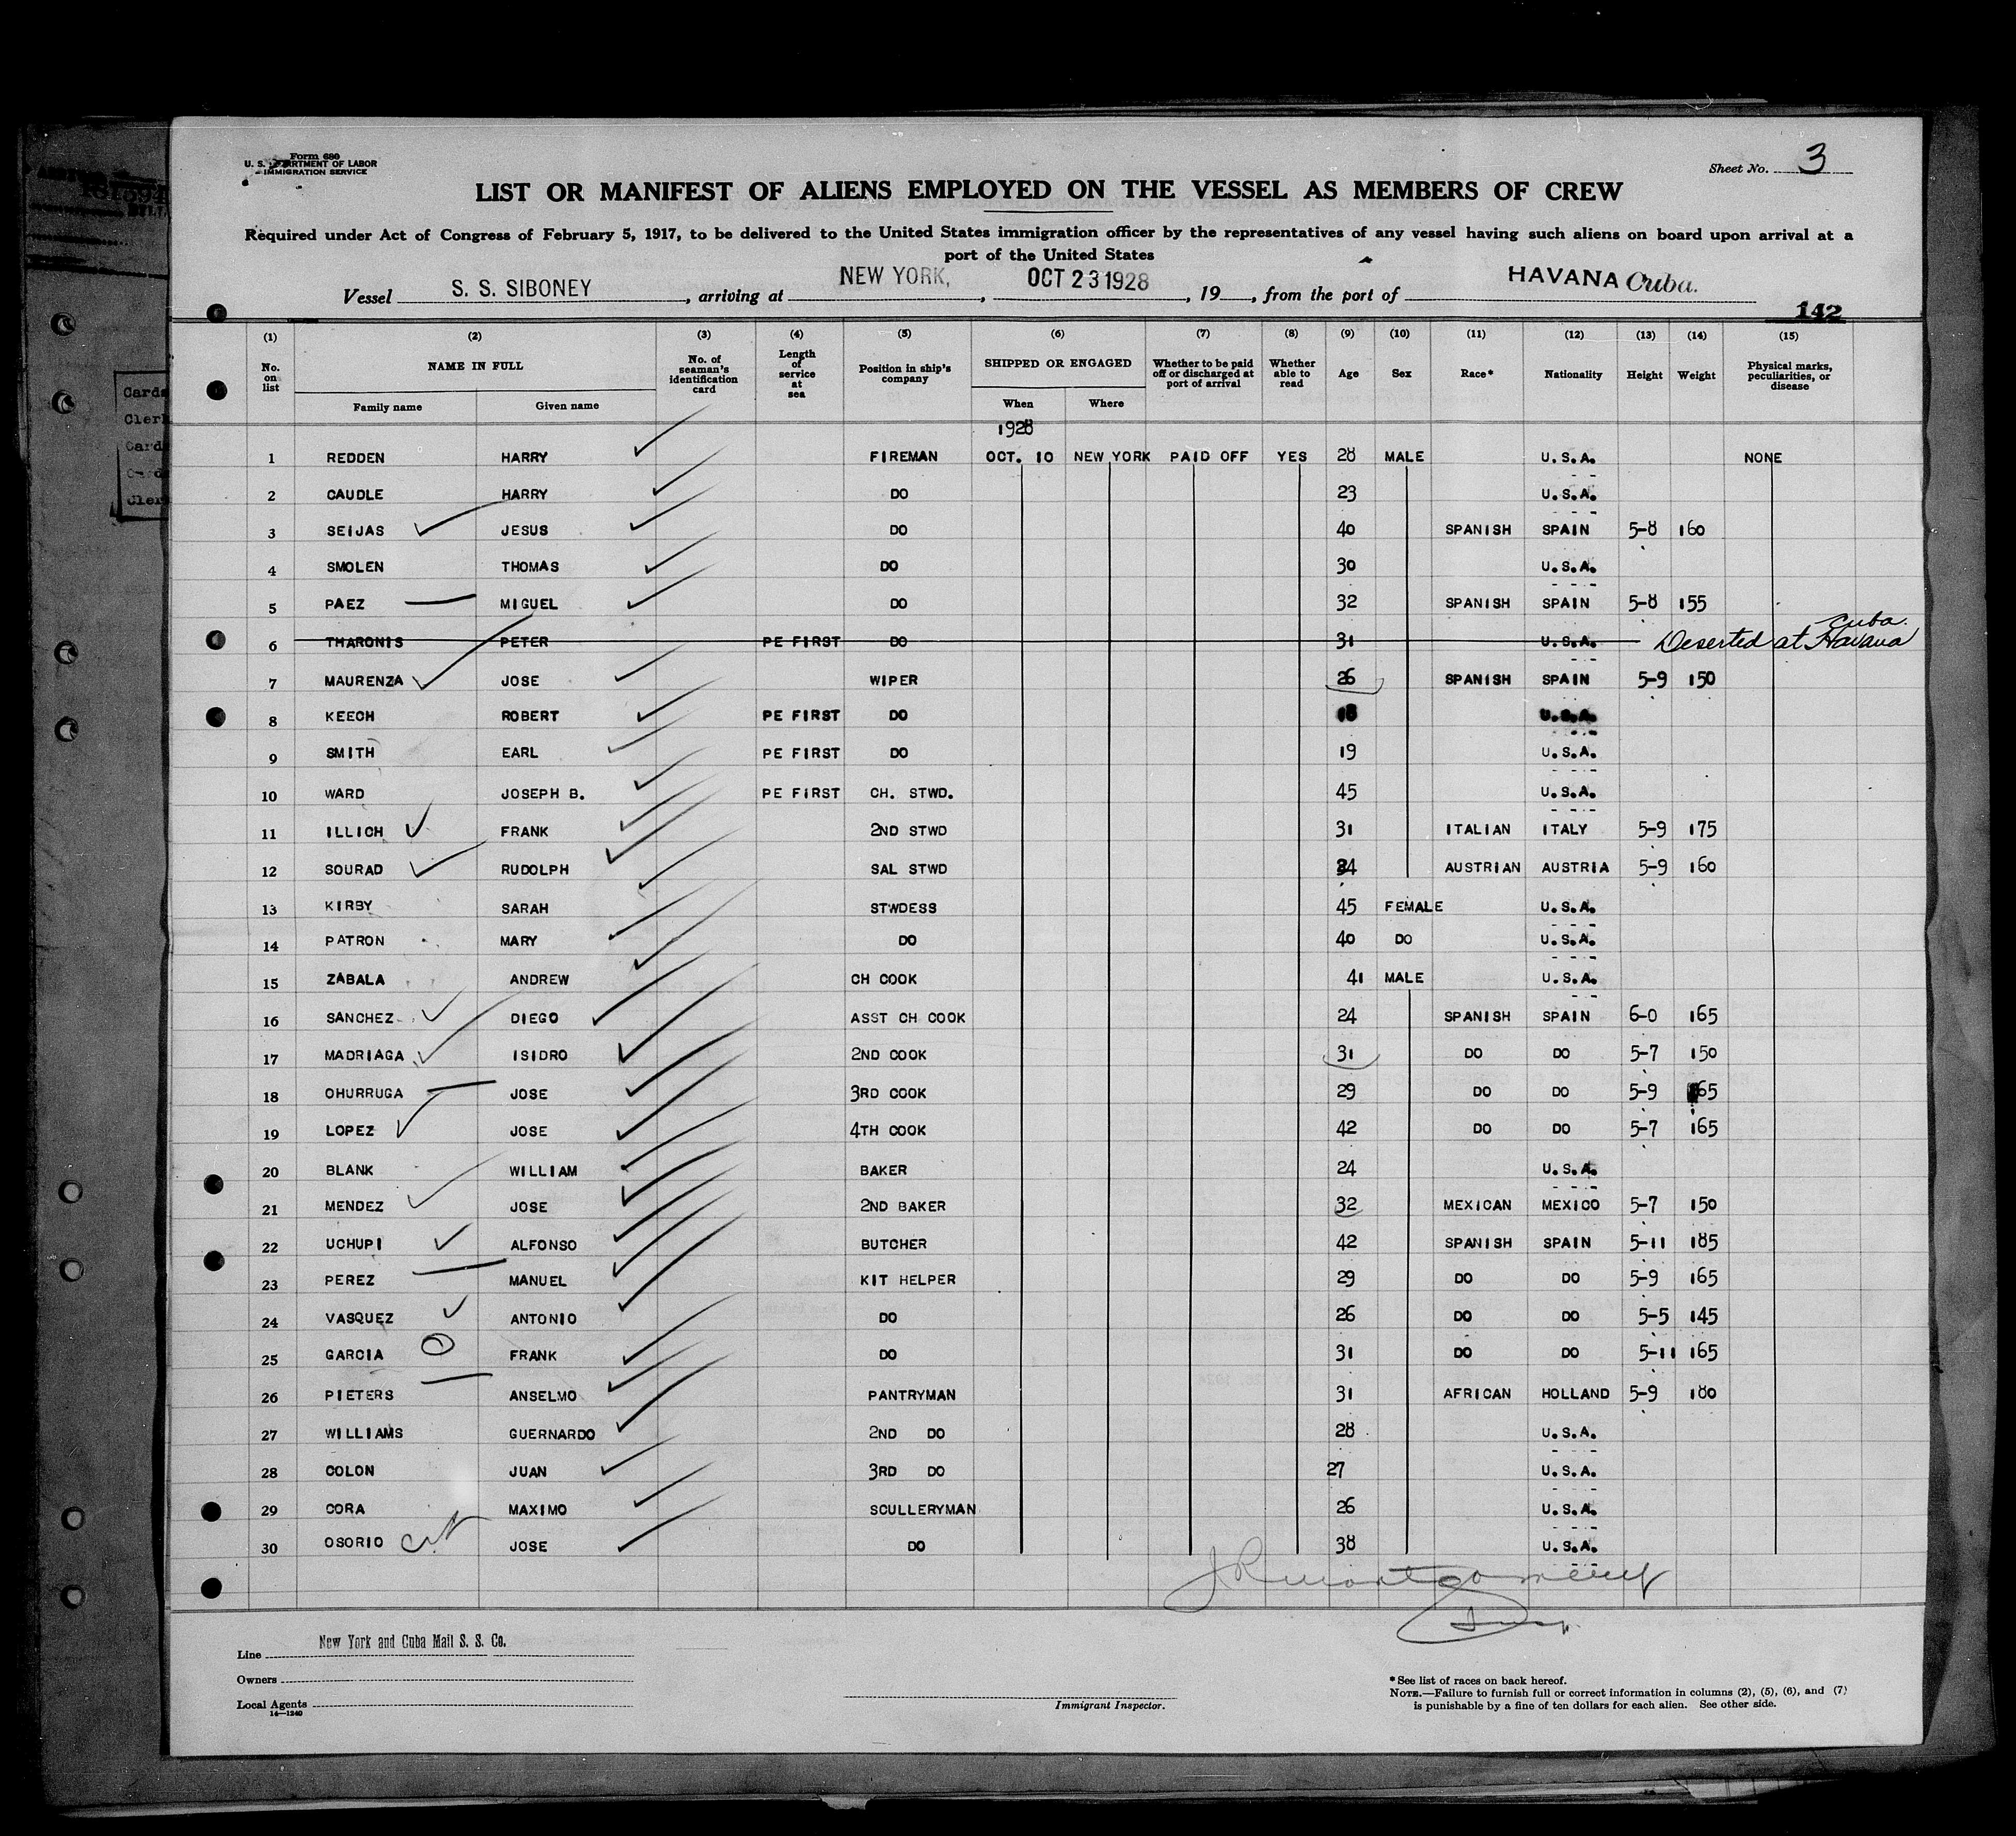 Form 680
U. S. DEPARTMENT OF LABOR
IMMIGRATION SERVICE
Sheet No. 3
LIST OR MANIFEST OF ALIENS EMPLOYED ON THE VESSEL AS MEMBERS OF CREW
Required under Act of Congress of February 5, 1917, to be delivered to the United States immigration officer by the representatives of any vessel having such aliens on board upon arrival at a
port of the United States
Vessel S. S. SIBONEY, arriving at NEW YORK, OCT 23 1928, 19, from the port of HAVANA Cuba.
142
(1) (2) (3) (4) (5) (6) (7) (8) (9) (10) (11) (12) (13) (14) (15)
No. on list NAME IN FULL No. of seaman's identification card Length of service at sea Position in ship's company SHIPPED OR ENGAGED Whether to be paid off or discharged at port of arrival Whether able to read Age Sex Race* Nationality Height Weight Physical marks, peculiarities, or disease
Family name Given name When Where
1928
1 REDDEN HARRY FIREMAN OCT. 10 NEW YORK PAID OFF YES 28 MALE U.S.A. NONE
2 CAUDLE HARRY DO 23 U.S.A.
3 SEIJAS JESUS DO 40 SPANISH SPAIN 5-8 160
4 SMOLEN THOMAS DO 30 U.S.A.
5 PAEZ MIGUEL DO 32 SPANISH SPAIN 5-8 155
6 THARONIS PETER PE FIRST DO 31 U.S.A. Deserted at Havana Cuba.
7 MAURENZA JOSE WIPER 26 SPANISH SPAIN 5-9 150
8 KEECH ROBERT PE FIRST DO 18 U.S.A.
9 SMITH EARL PE FIRST DO 19 U.S.A.
10 WARD JOSEPH B. PE FIRST CH. STWD. 45 U.S.A.
11 ILLICH FRANK 2ND STWD 31 ITALIAN ITALY 5-9 175
12 SOURAD RUDOLPH SAL STWD 34 AUSTRIAN AUSTRIA 5-9 160
13 KIRBY SARAH STWDESS 45 FEMALE U.S.A.
14 PATRON MARY DO 40 DO U.S.A.
15 ZABALA ANDREW CH COOK 41 MALE U.S.A.
16 SANCHEZ DIEGO ASST CH COOK 24 SPANISH SPAIN 6-0 165
17 MADRIAGA ISIDRO 2ND COOK 31 DO DO 5-7 150
18 OHURRUGA JOSE 3RD COOK 29 DO DO 5-9 165
19 LOPEZ JOSE 4TH COOK 42 DO DO 5-7 165
20 BLANK WILLIAM BAKER 24 U.S.A.
21 MENDEZ JOSE 2ND BAKER 32 MEXICAN MEXICO 5-7 150
22 UCHUPI ALFONSO BUTCHER 42 SPANISH SPAIN 5-11 185
23 PEREZ MANUEL KIT HELPER 29 DO DO 5-9 165
24 VASQUEZ ANTONIO DO 26 DO DO 5-5 145
25 GARCIA FRANK DO 31 DO DO 5-11 165
26 PIETERS ANSELMO PANTRYMAN 31 AFRICAN HOLLAND 5-9 180
27 WILLIAMS GUERNARDO 2ND DO 28 U.S.A.
28 COLON JUAN 3RD DO 27 U.S.A.
29 CORA MAXIMO SCULLERYMAN 26 U.S.A.
30 OSORIO JOSE DO 38 U.S.A.
JR Montgomery
Line New York and Cuba Mail S. S. Co.
Owners
Local Agents
14—1240
Immigrant Inspector.
* See list of races on back hereof.
NOTE.—Failure to furnish full or correct information in columns (2), (5), (6), and (7)
is punishable by a fine of ten dollars for each alien. See other side.